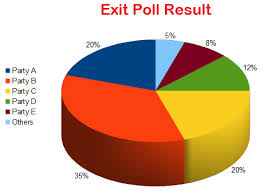 Exit Poll Result
5%
8%
20%
12%
Party A
Party B
Party C
Party D
Party E
Others
20%
35%